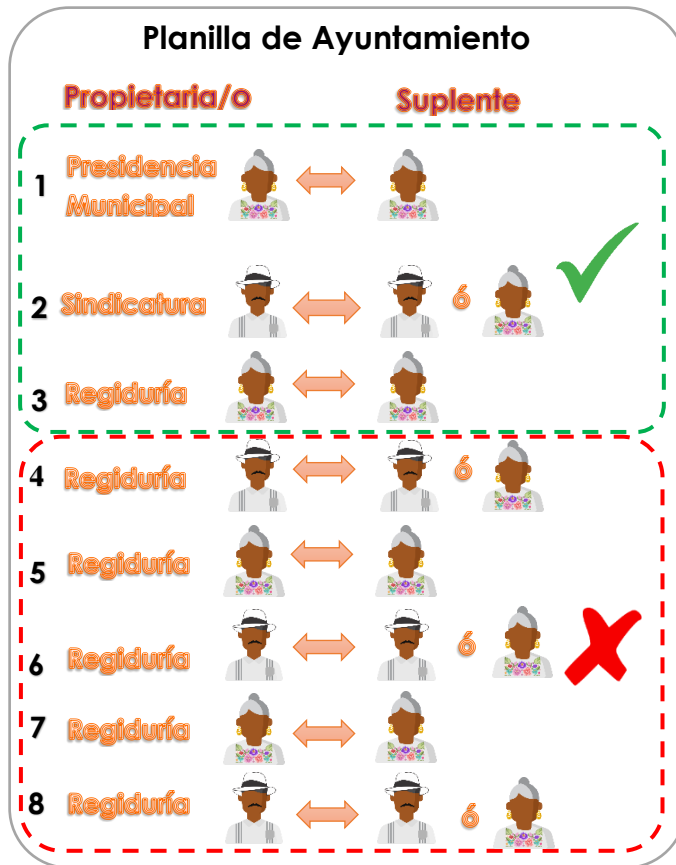 Planilla de Ayuntamiento
Propietaria/o Suplente
1 Presidencia Municipal
2 Sindicatura ó
3 Regiduría
4 Regiduría ó
5 Regiduría
6 Regiduría ó
7 Regiduría
8 Regiduría ó